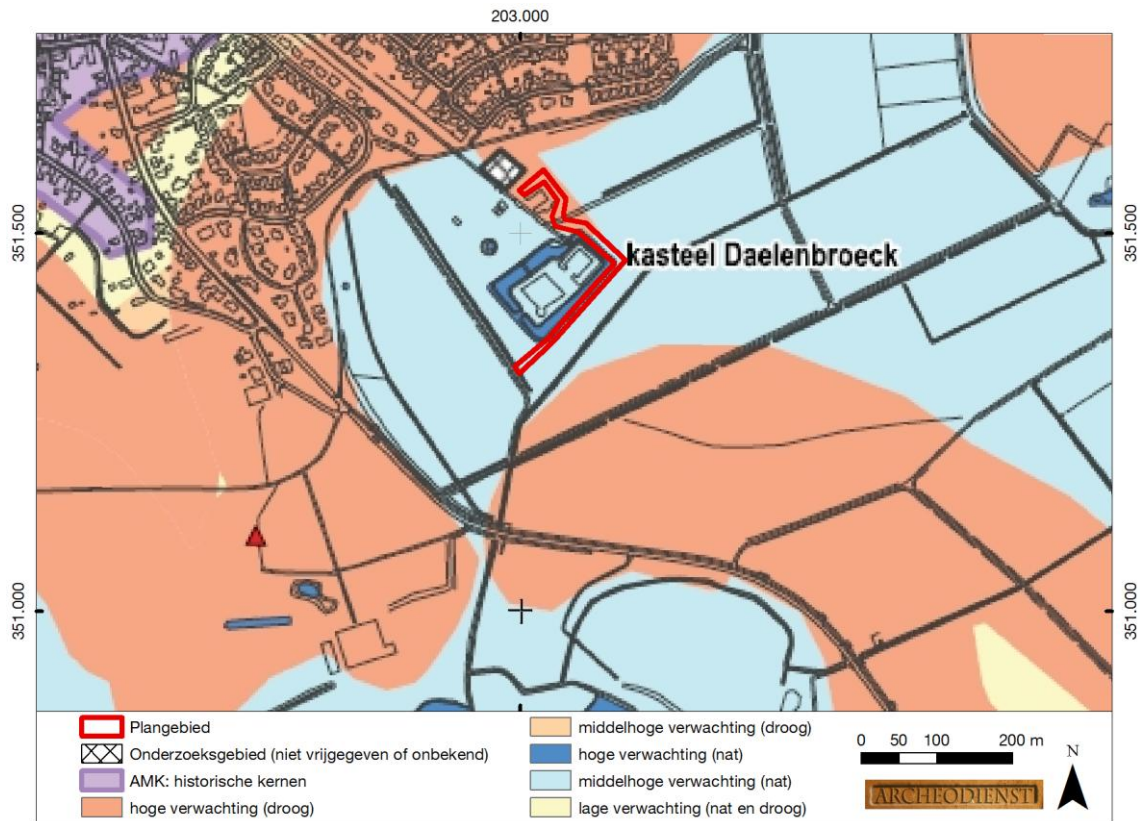 203.000
351.500
351.500
kasteel Daelenbroeck
351.000
351.000
Plangebied
Onderzoeksgebied (niet vrijgegeven of onbekend)
AMK: historische kernen
hoge verwachting (droog)
middelhoge verwachting (droog)
hoge verwachting (nat)
middelhoge verwachting (nat)
lage verwachting (nat en droog)
0 50 100 200 m
N
ARCHEODIENST